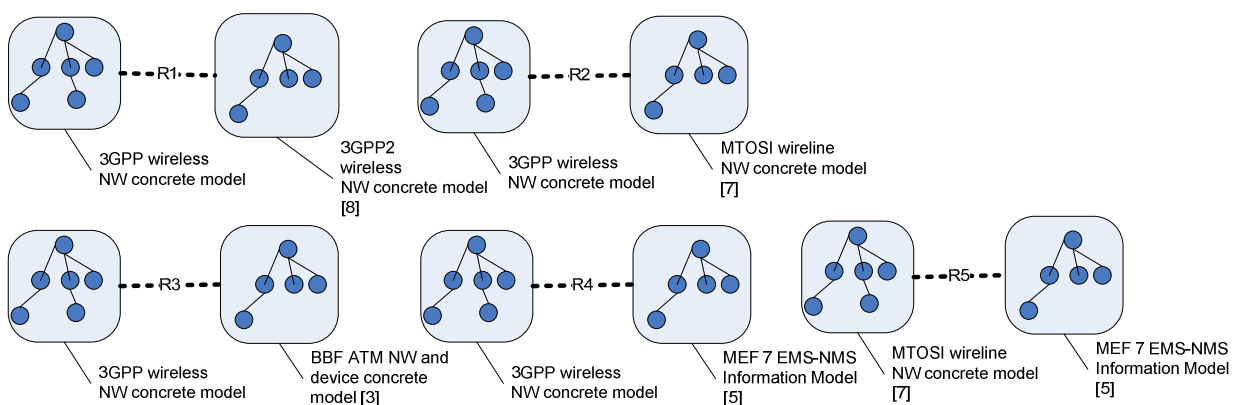 R1
R2
3GPP wireless
NW concrete model
3GPP2
wireless
NW concrete model
[8]
3GPP wireless
NW concrete model
MTOSI wireline
NW concrete model
[7]
R3
R4
R5
3GPP wireless
NW concrete model
BBF ATM NW and
device concrete
model [3]
3GPP wireless
NW concrete model
MEF 7 EMS-NMS
Information Model
[5]
MTOSI wireline
NW concrete model
[7]
MEF 7 EMS-NMS
Information Model
[5]